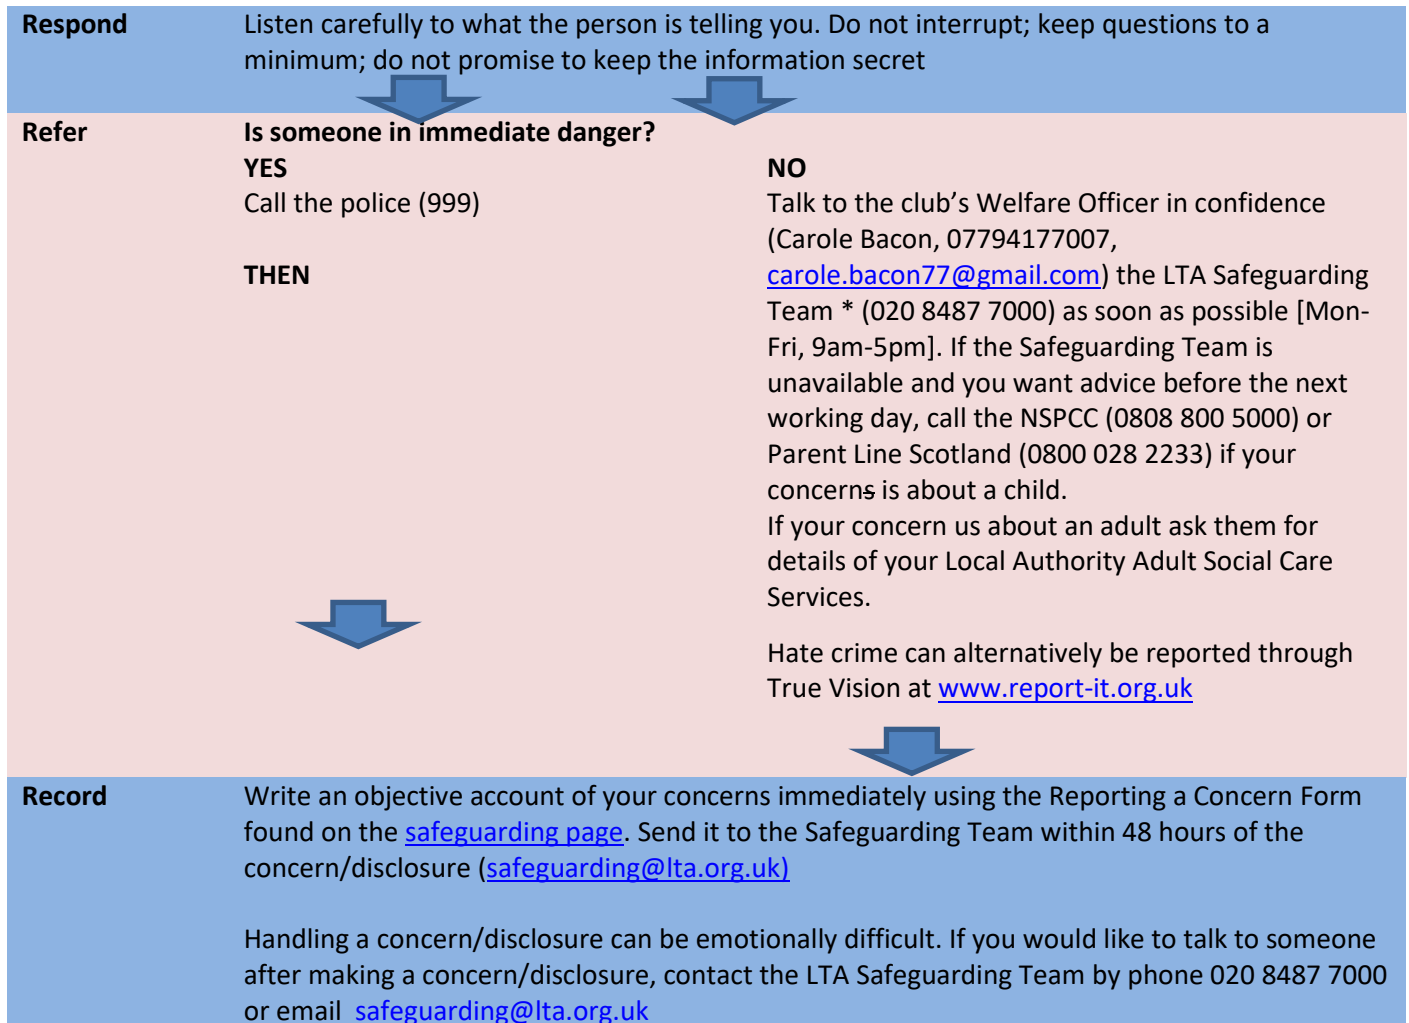 Respond
Listen carefully to what the person is telling you. Do not interrupt; keep questions to a
minimum; do not promise to keep the information secret
Refer
Is someone in immediate danger?
YES
Call the police (999)
THEN
NO
Talk to the club’s Welfare Officer in confidence
(Carole Bacon, 07794177007,
carole.bacon77@gmail.com) the LTA Safeguarding
Team * (020 8487 7000) as soon as possible [Mon-
Fri, 9am-5pm]. If the Safeguarding Team is
unavailable and you want advice before the next
working day, call the NSPCC (0808 800 5000) or
Parent Line Scotland (0800 028 2233) if your
concerns is about a child.
If your concern us about an adult ask them for
details of your Local Authority Adult Social Care
Services.
Hate crime can alternatively be reported through
True Vision at www.report-it.org.uk
Record
Write an objective account of your concerns immediately using the Reporting a Concern Form
found on the safeguarding page. Send it to the Safeguarding Team within 48 hours of the
concern/disclosure (safeguarding@lta.org.uk)
Handling a concern/disclosure can be emotionally difficult. If you would like to talk to someone
after making a concern/disclosure, contact the LTA Safeguarding Team by phone 020 8487 7000
or email  safeguarding@lta.org.uk